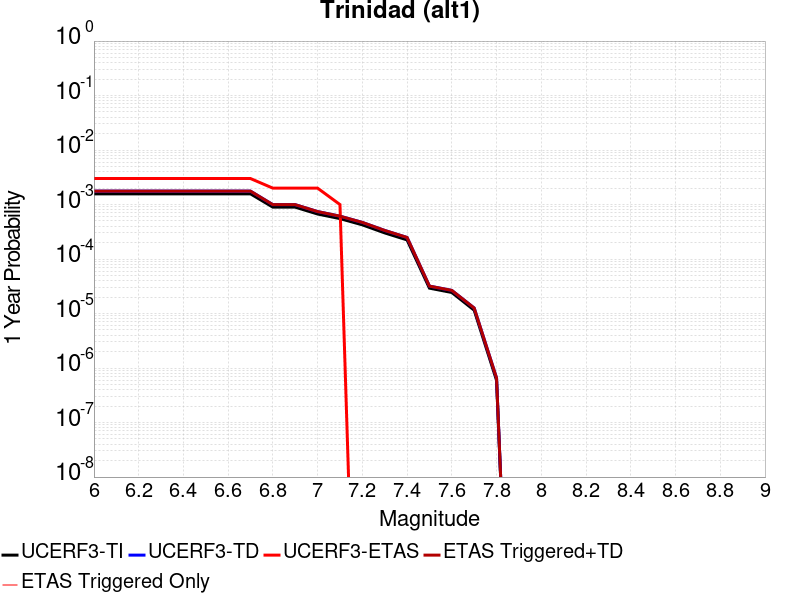 Trinidad (alt1)
10 0
10 -1
10 -2
10 -3
10 -4
10 -5
10 -6
10 -7
10 -8
1 Year Probability
6 6.2 6.4 6.6 6.8 7 7.2 7.4 7.6 7.8 8 8.2 8.4 8.6 8.8 9
Magnitude
UCERF3-TI UCERF3-TD UCERF3-ETAS ETAS Triggered+TD
ETAS Triggered Only